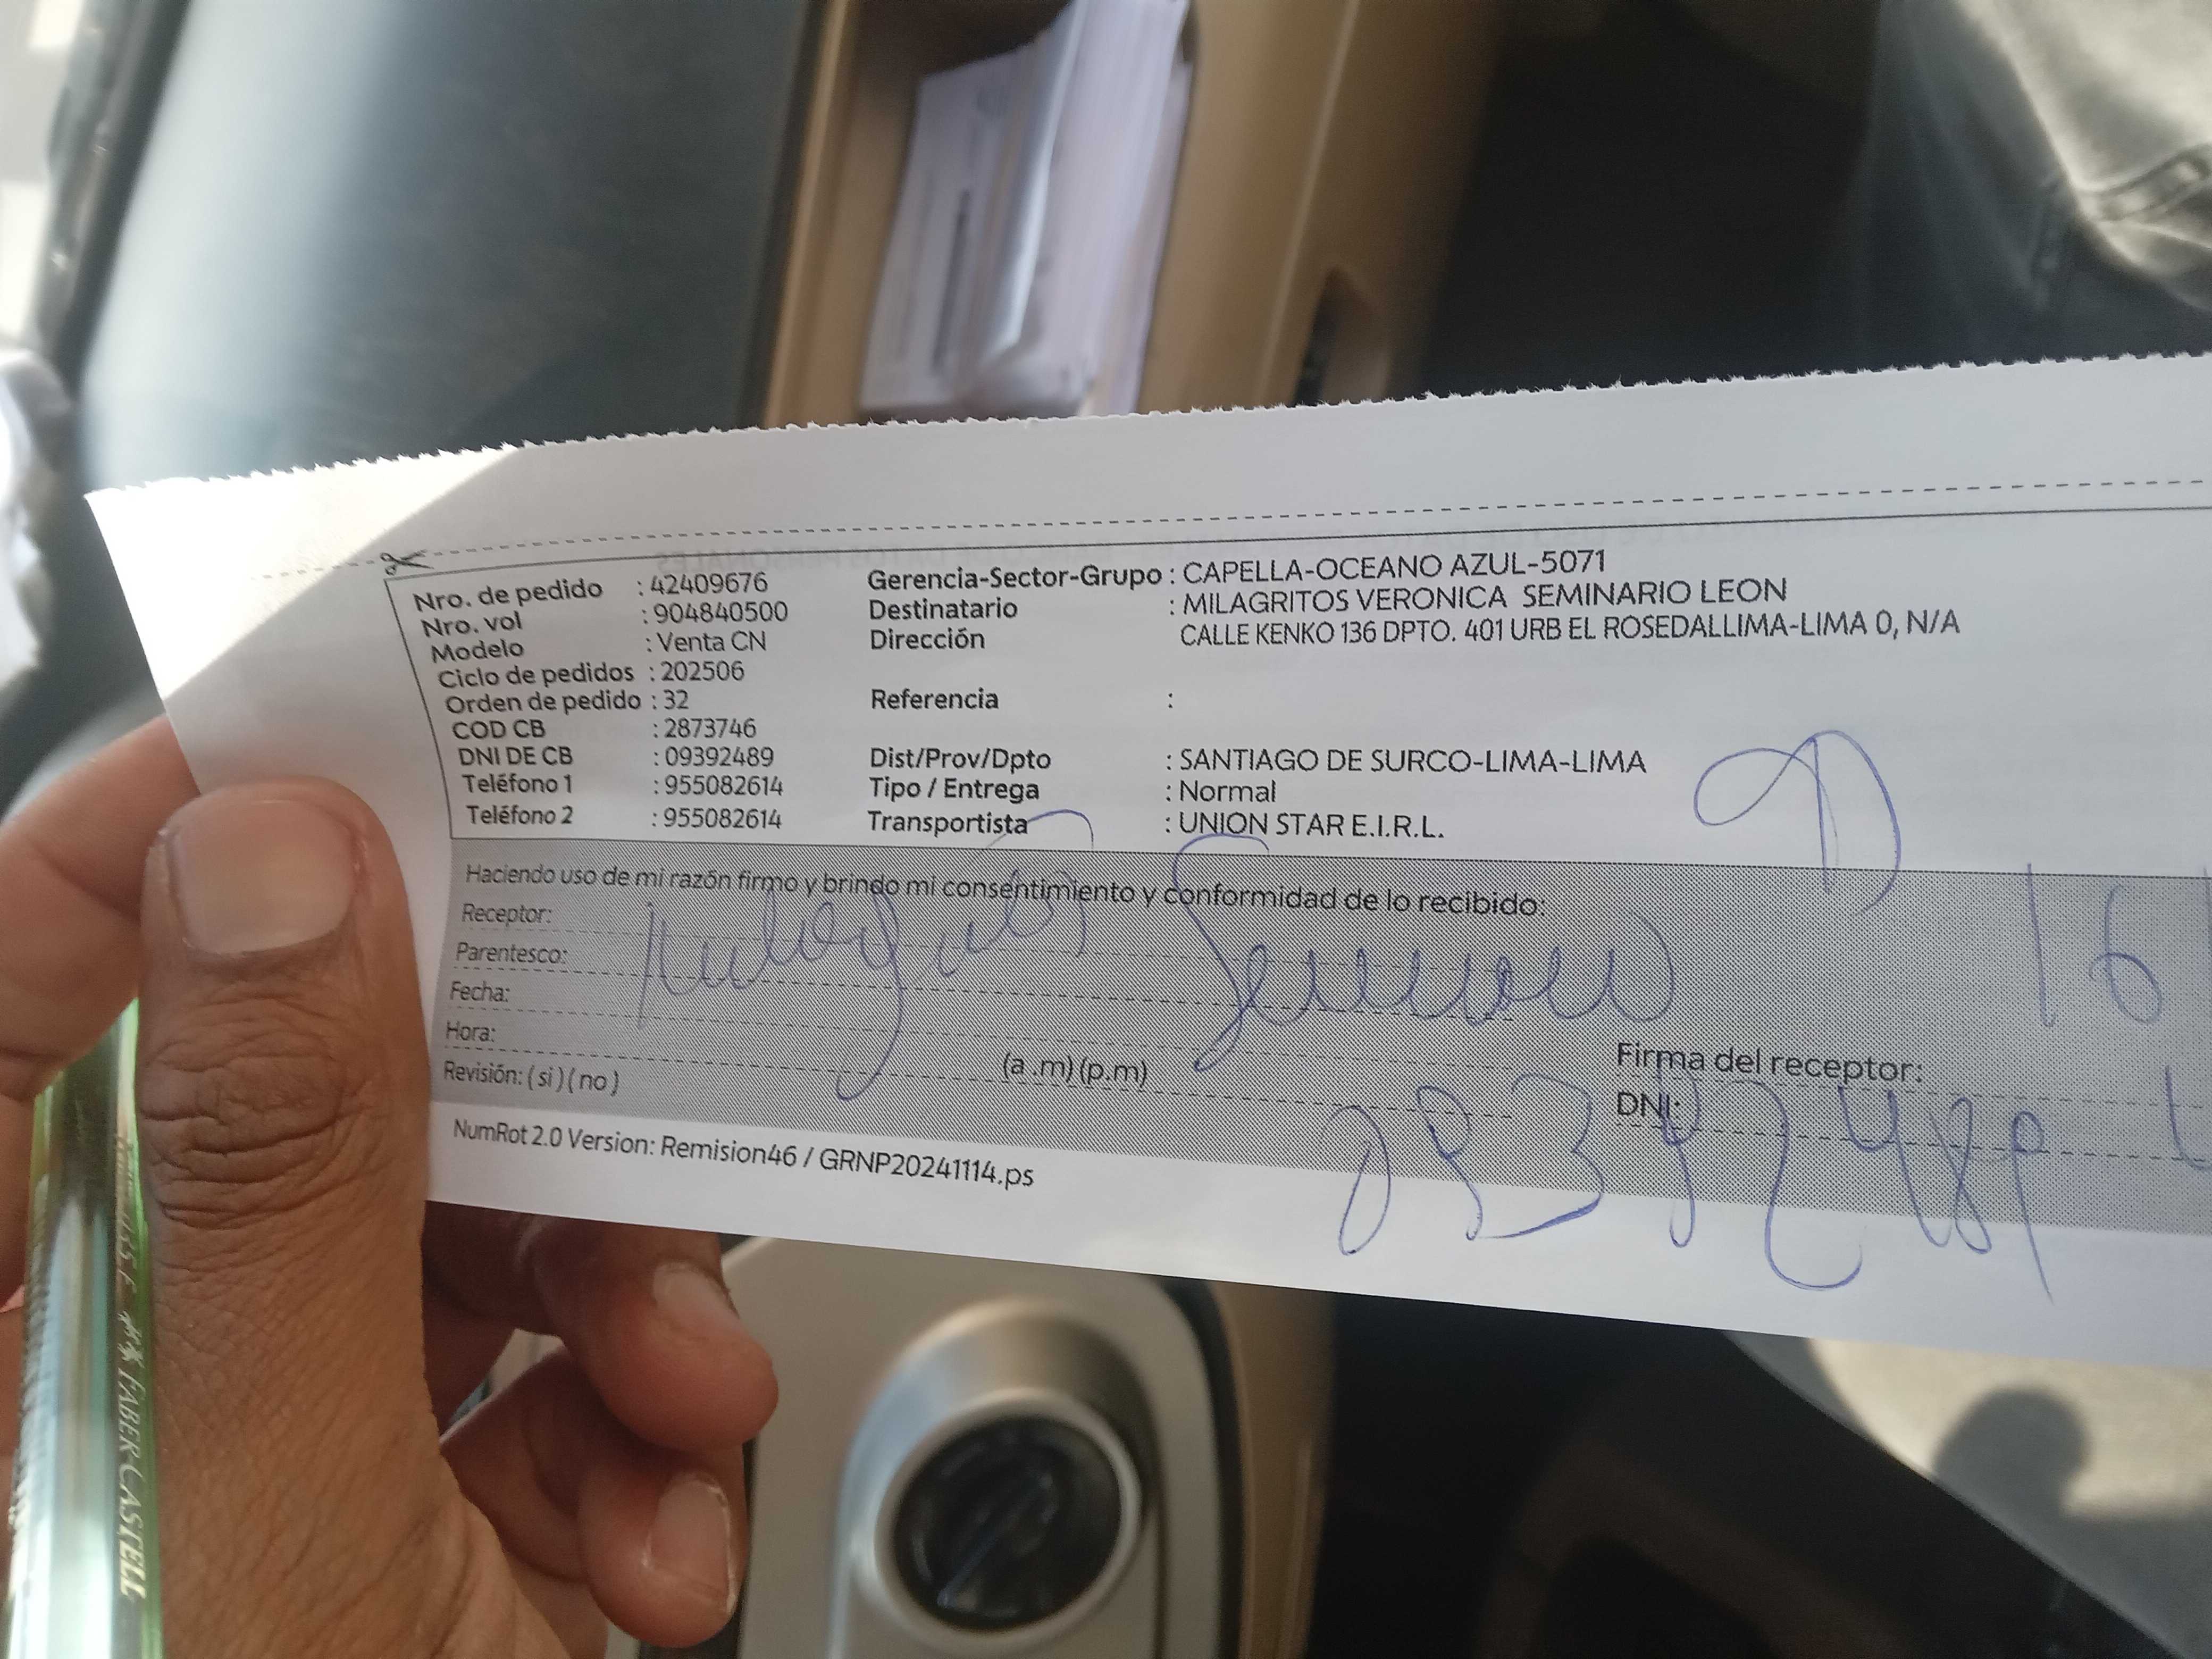 Nro. de pedido : 42409676
Nro. vol : 904840500
Modelo : Venta CN
Ciclo de pedidos : 202506
Orden de pedido : 32
COD CB : 2873746
DNI DE CB : 09392489
Teléfono 1 : 955082614
Teléfono 2 : 955082614
Gerencia-Sector-Grupo : CAPELLA-OCEANO AZUL-5071
Destinatario : MILAGRITOS VERONICA SEMINARIO LEON
Dirección CALLE KENKO 136 DPTO. 401 URB EL ROSEDALLIMA-LIMA 0, N/A
Referencia :
Dist/Prov/Dpto : SANTIAGO DE SURCO-LIMA-LIMA
Tipo / Entrega : Normal
Transportista : UNION STAR E.I.R.L.
Haciendo uso de mi razón firmo y brindo mi consentimiento y conformidad de lo recibido:
Receptor:
Parentesco:
Fecha:
Hora: (a .m) (p.m)
Revisión: ( si ) ( no )
16
Firma del receptor:
DNI:
09392489
NumRot 2.0 Version: Remision46 / GRNP20241114.ps
FABER-CASTELL